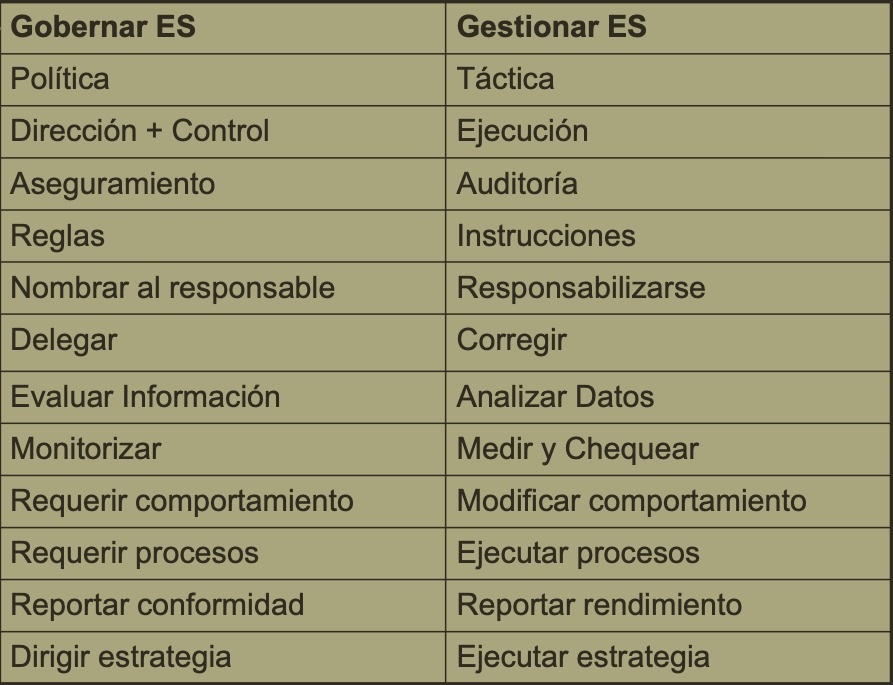 Gobernar ES Gestionar ES
Política Táctica
Dirección + Control Ejecución
Aseguramiento Auditoría
Reglas Instrucciones
Nombrar al responsable Responsabilizarse
Delegar Corregir
Evaluar Información Analizar Datos
Monitorizar Medir y Chequear
Requerir comportamiento Modificar comportamiento
Requerir procesos Ejecutar procesos
Reportar conformidad Reportar rendimiento
Dirigir estrategia Ejecutar estrategia